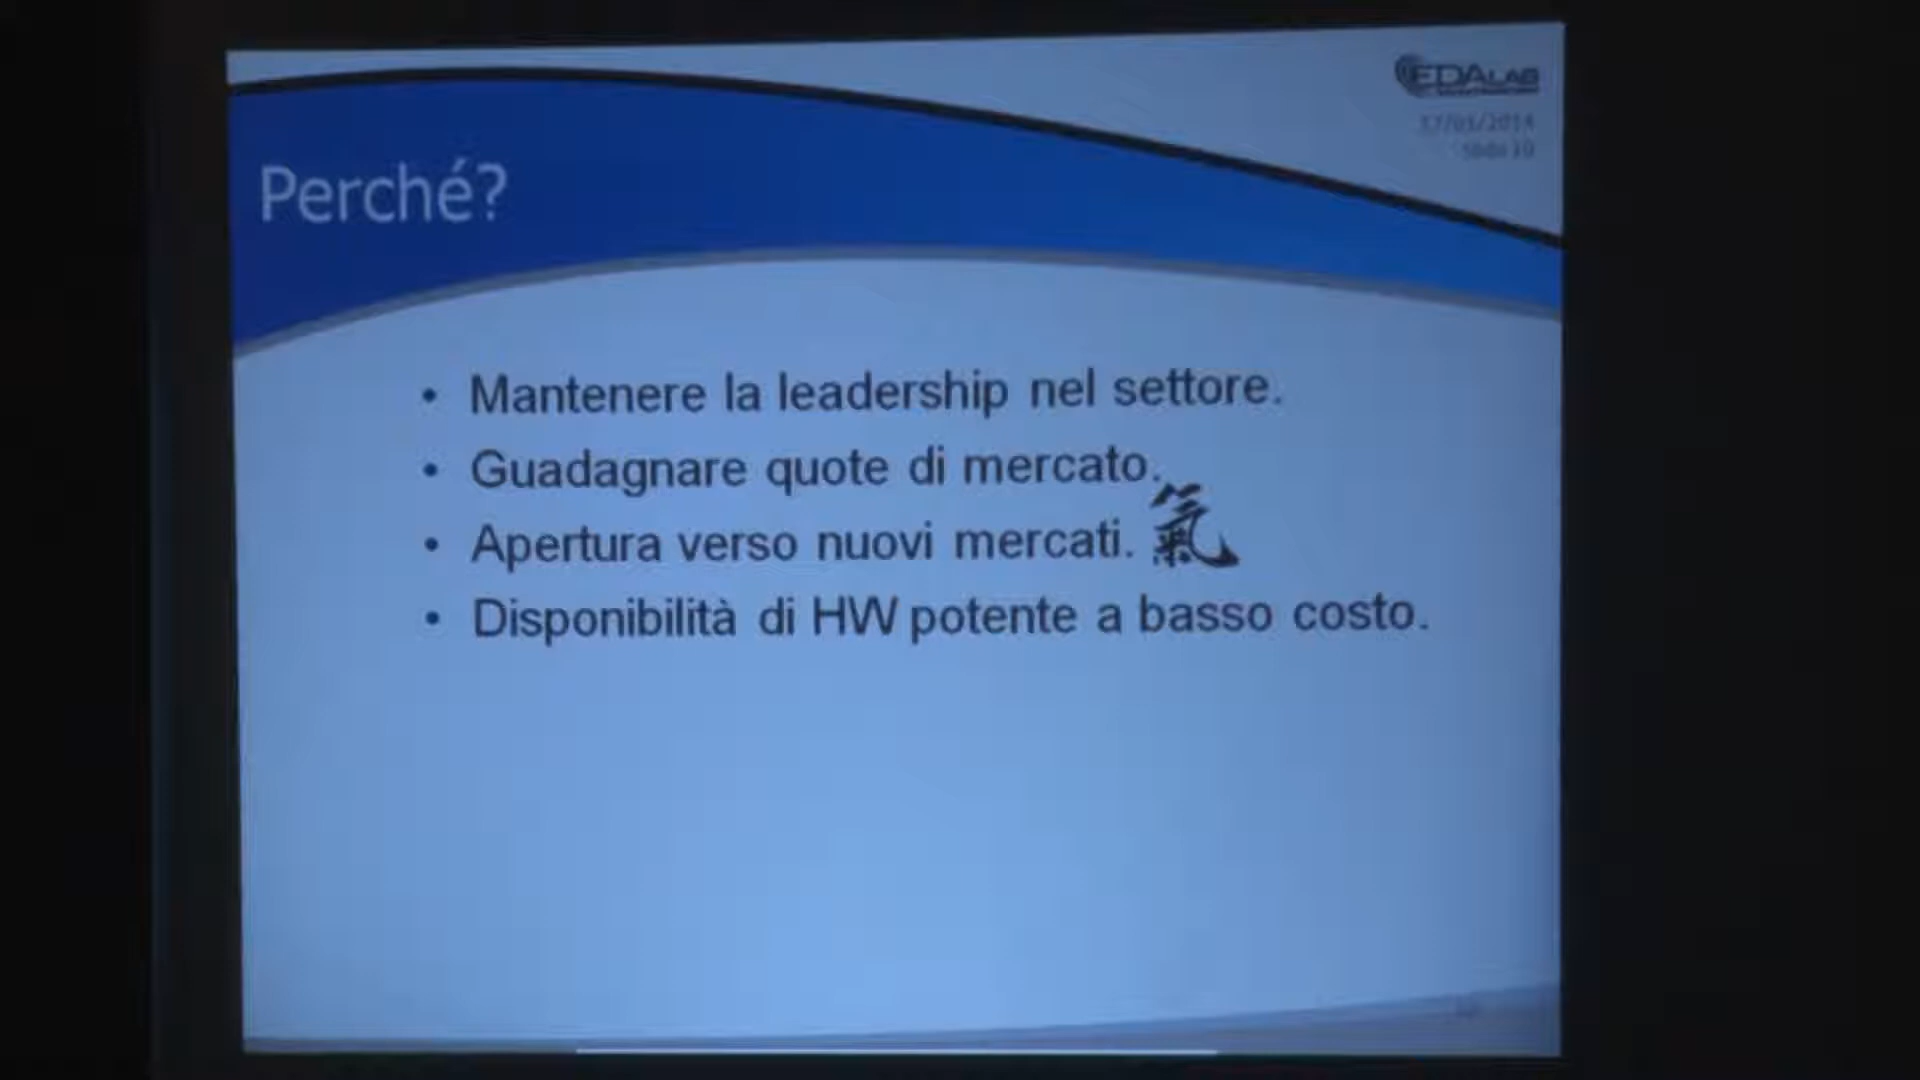 EDALAB
Perché?
• Mantenere la leadership nel settore.
• Guadagnare quote di mercato.
• Apertura verso nuovi mercati. 氣
• Disponibilità di HW potente a basso costo.